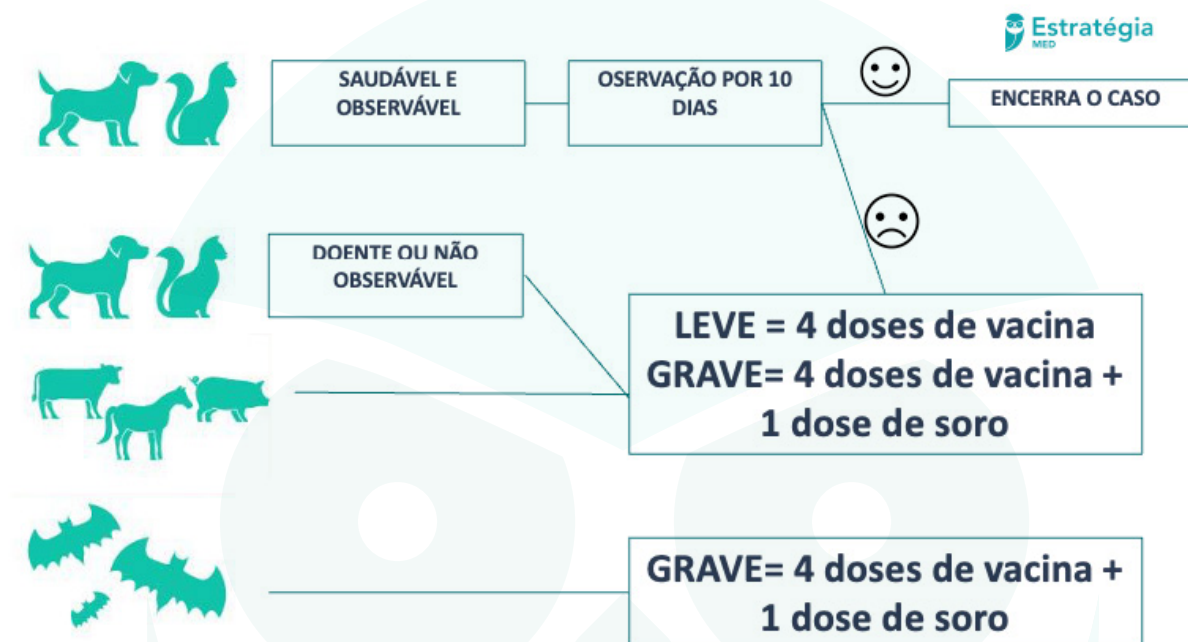 Estratégia
MED
SAUDÁVEL E
OBSERVÁVEL
OSERVAÇÃO POR 10
DIAS
ENCERRA O CASO
DOENTE OU NÃO
OBSERVÁVEL
LEVE = 4 doses de vacina
GRAVE= 4 doses de vacina +
1 dose de soro
GRAVE= 4 doses de vacina +
1 dose de soro